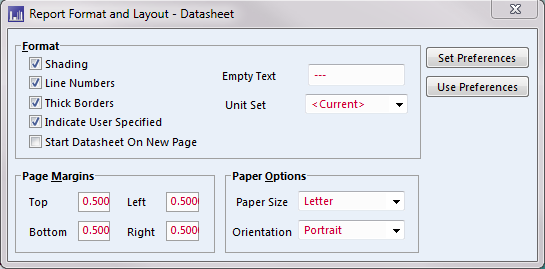 Report Format and Layout - Datasheet
Format
Shading
Line Numbers
Thick Borders
Indicate User Specified
Start Datasheet On New Page
Empty Text ---
Unit Set <Current>
Set Preferences
Use Preferences
Page Margins
Top 0.500 Left 0.500
Bottom 0.500 Right 0.500
Paper Options
Paper Size Letter
Orientation Portrait